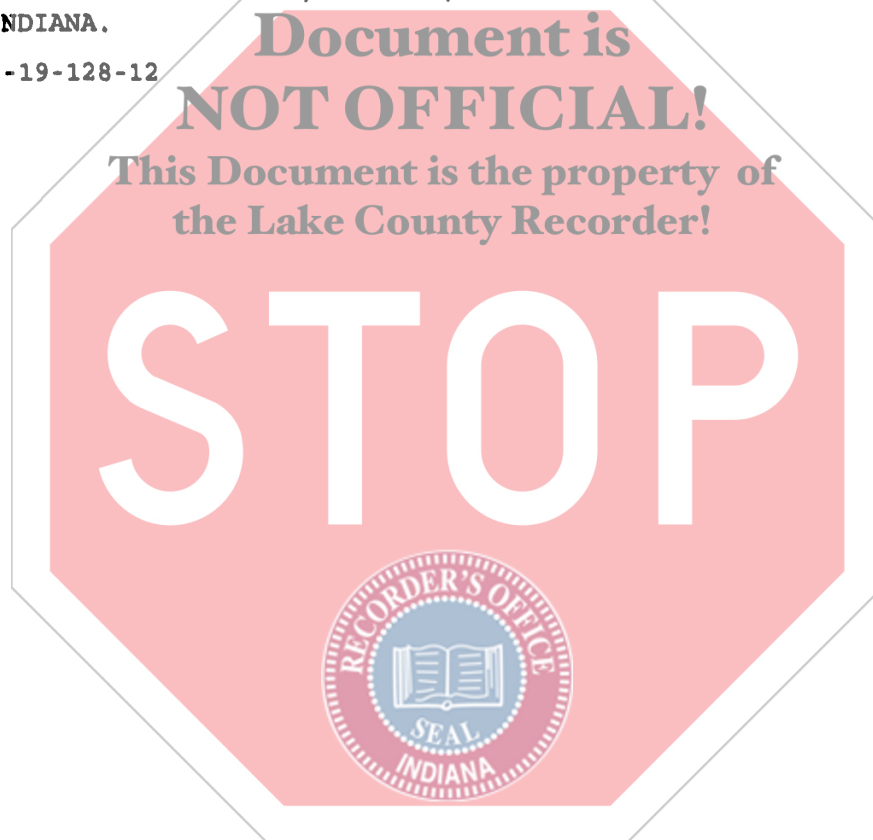 NDIANA.
Document is
-19-128-12
NOT OFFICIAL!
This Document is the property of
the Lake County Recorder!
STOP
RECORDER'S OFFICE
SEAL
INDIANA